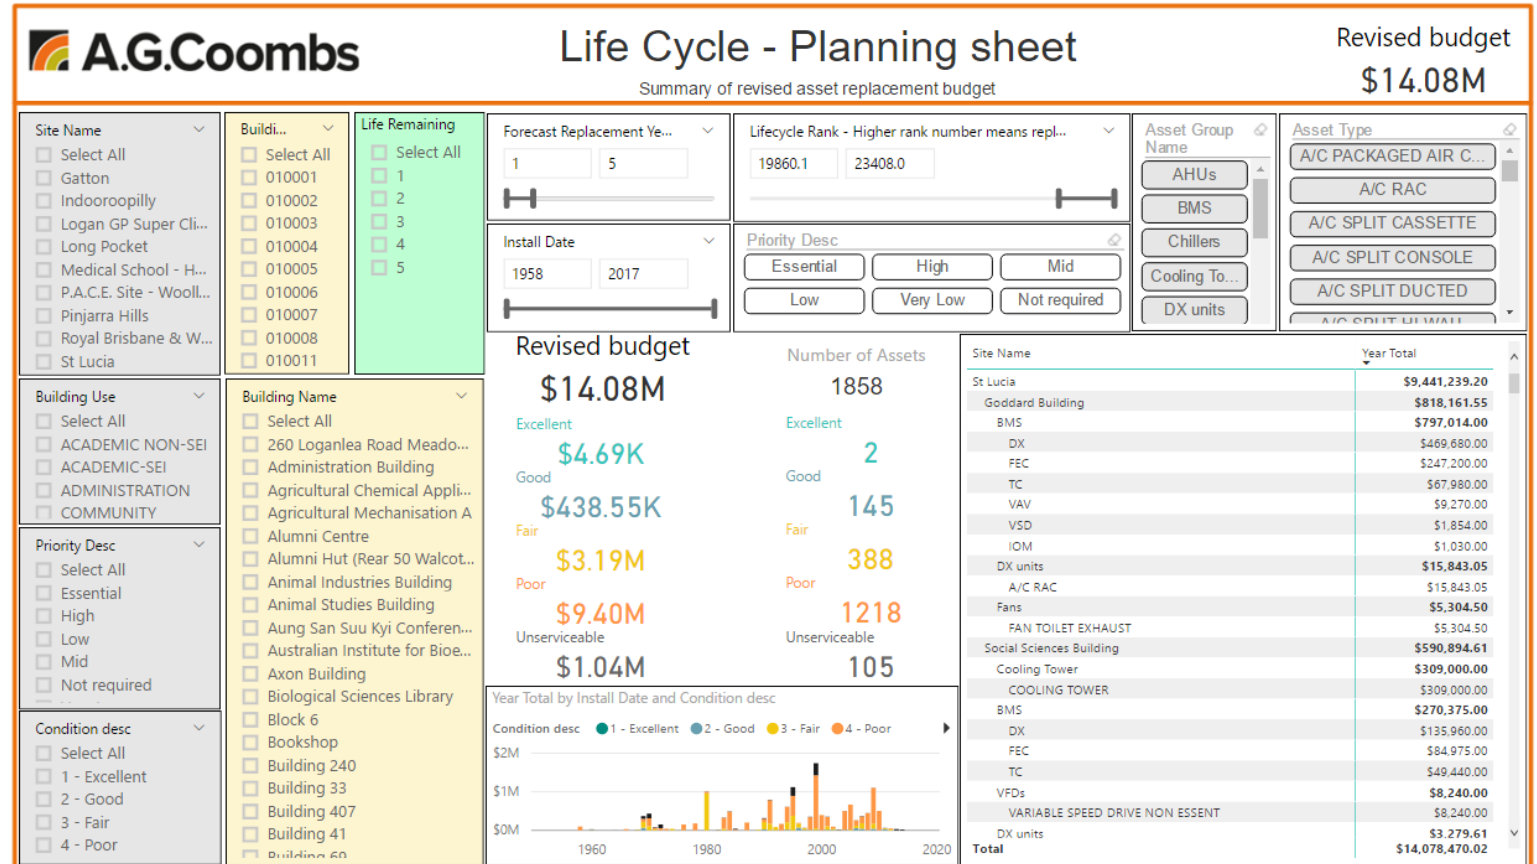 A.G.Coombs
Life Cycle - Planning sheet
Summary of revised asset replacement budget
Revised budget
$14.08M
Site Name
Select All
Gatton
Indooroopilly
Logan GP Super Cli...
Long Pocket
Medical School - H...
P.A.C.E. Site - Wooll...
Pinjarra Hills
Royal Brisbane & W...
St Lucia
Buildi...
Select All
010001
010002
010003
010004
010005
010006
010007
010008
010011
Life Remaining
Select All
1
2
3
4
5
Forecast Replacement Ye...
1 5
Lifecycle Rank - Higher rank number means repl...
19860.1 23408.0
Install Date
1958 2017
Priority Desc
Essential High Mid
Low Very Low Not required
Asset Group
Name
AHUs
BMS
Chillers
Cooling To...
DX units
Asset Type
A/C PACKAGED AIR C...
A/C RAC
A/C SPLIT CASSETTE
A/C SPLIT CONSOLE
A/C SPLIT DUCTED
A/C SPLIT HI WALL
Building Use
Select All
ACADEMIC NON-SEI
ACADEMIC-SEI
ADMINISTRATION
COMMUNITY
Priority Desc
Select All
Essential
High
Low
Mid
Not required
Condition desc
Select All
1 - Excellent
2 - Good
3 - Fair
4 - Poor
Building Name
Select All
260 Loganlea Road Meado...
Administration Building
Agricultural Chemical Appli...
Agricultural Mechanisation A
Alumni Centre
Alumni Hut (Rear 50 Walcot...
Animal Industries Building
Animal Studies Building
Aung San Suu Kyi Conferen...
Australian Institute for Bioe...
Axon Building
Biological Sciences Library
Block 6
Bookshop
Building 240
Building 33
Building 407
Building 41
Building 69
Revised budget
$14.08M
Excellent
$4.69K
Good
$438.55K
Fair
$3.19M
Poor
$9.40M
Unserviceable
$1.04M
Number of Assets
1858
Excellent
2
Good
145
Fair
388
Poor
1218
Unserviceable
105
Year Total by Install Date and Condition desc
Condition desc 1 - Excellent 2 - Good 3 - Fair 4 - Poor
$2M
$1M
$0M
1960 1980 2000 2020
Site Name Year Total
St Lucia $9,441,239.20
Goddard Building $818,161.55
BMS $797,014.00
DX $469,680.00
FEC $247,200.00
TC $67,980.00
VAV $9,270.00
VSD $1,854.00
IOM $1,030.00
DX units $15,843.05
A/C RAC $15,843.05
Fans $5,304.50
FAN TOILET EXHAUST $5,304.50
Social Sciences Building $590,894.61
Cooling Tower $309,000.00
COOLING TOWER $309,000.00
BMS $270,375.00
DX $135,960.00
FEC $84,975.00
TC $49,440.00
VFDs $8,240.00
VARIABLE SPEED DRIVE NON ESSENT $8,240.00
DX units $3,279.61
Total $14,078,470.02